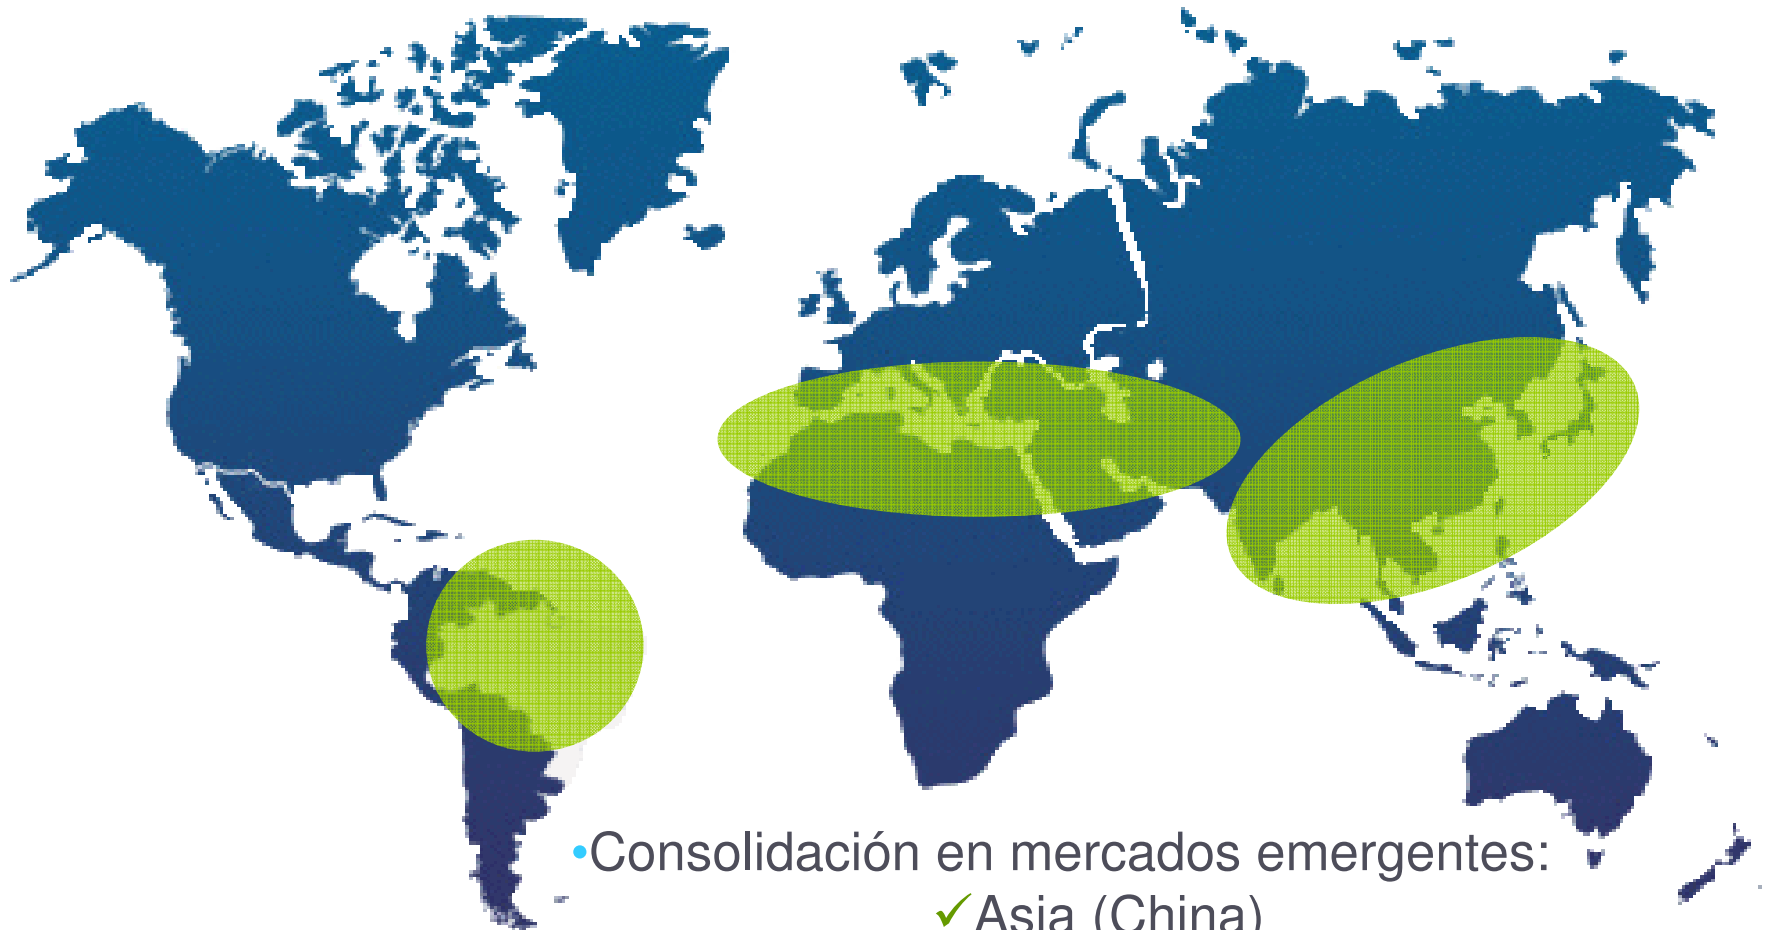 •Consolidación en mercados emergentes:
✓Asia (China)